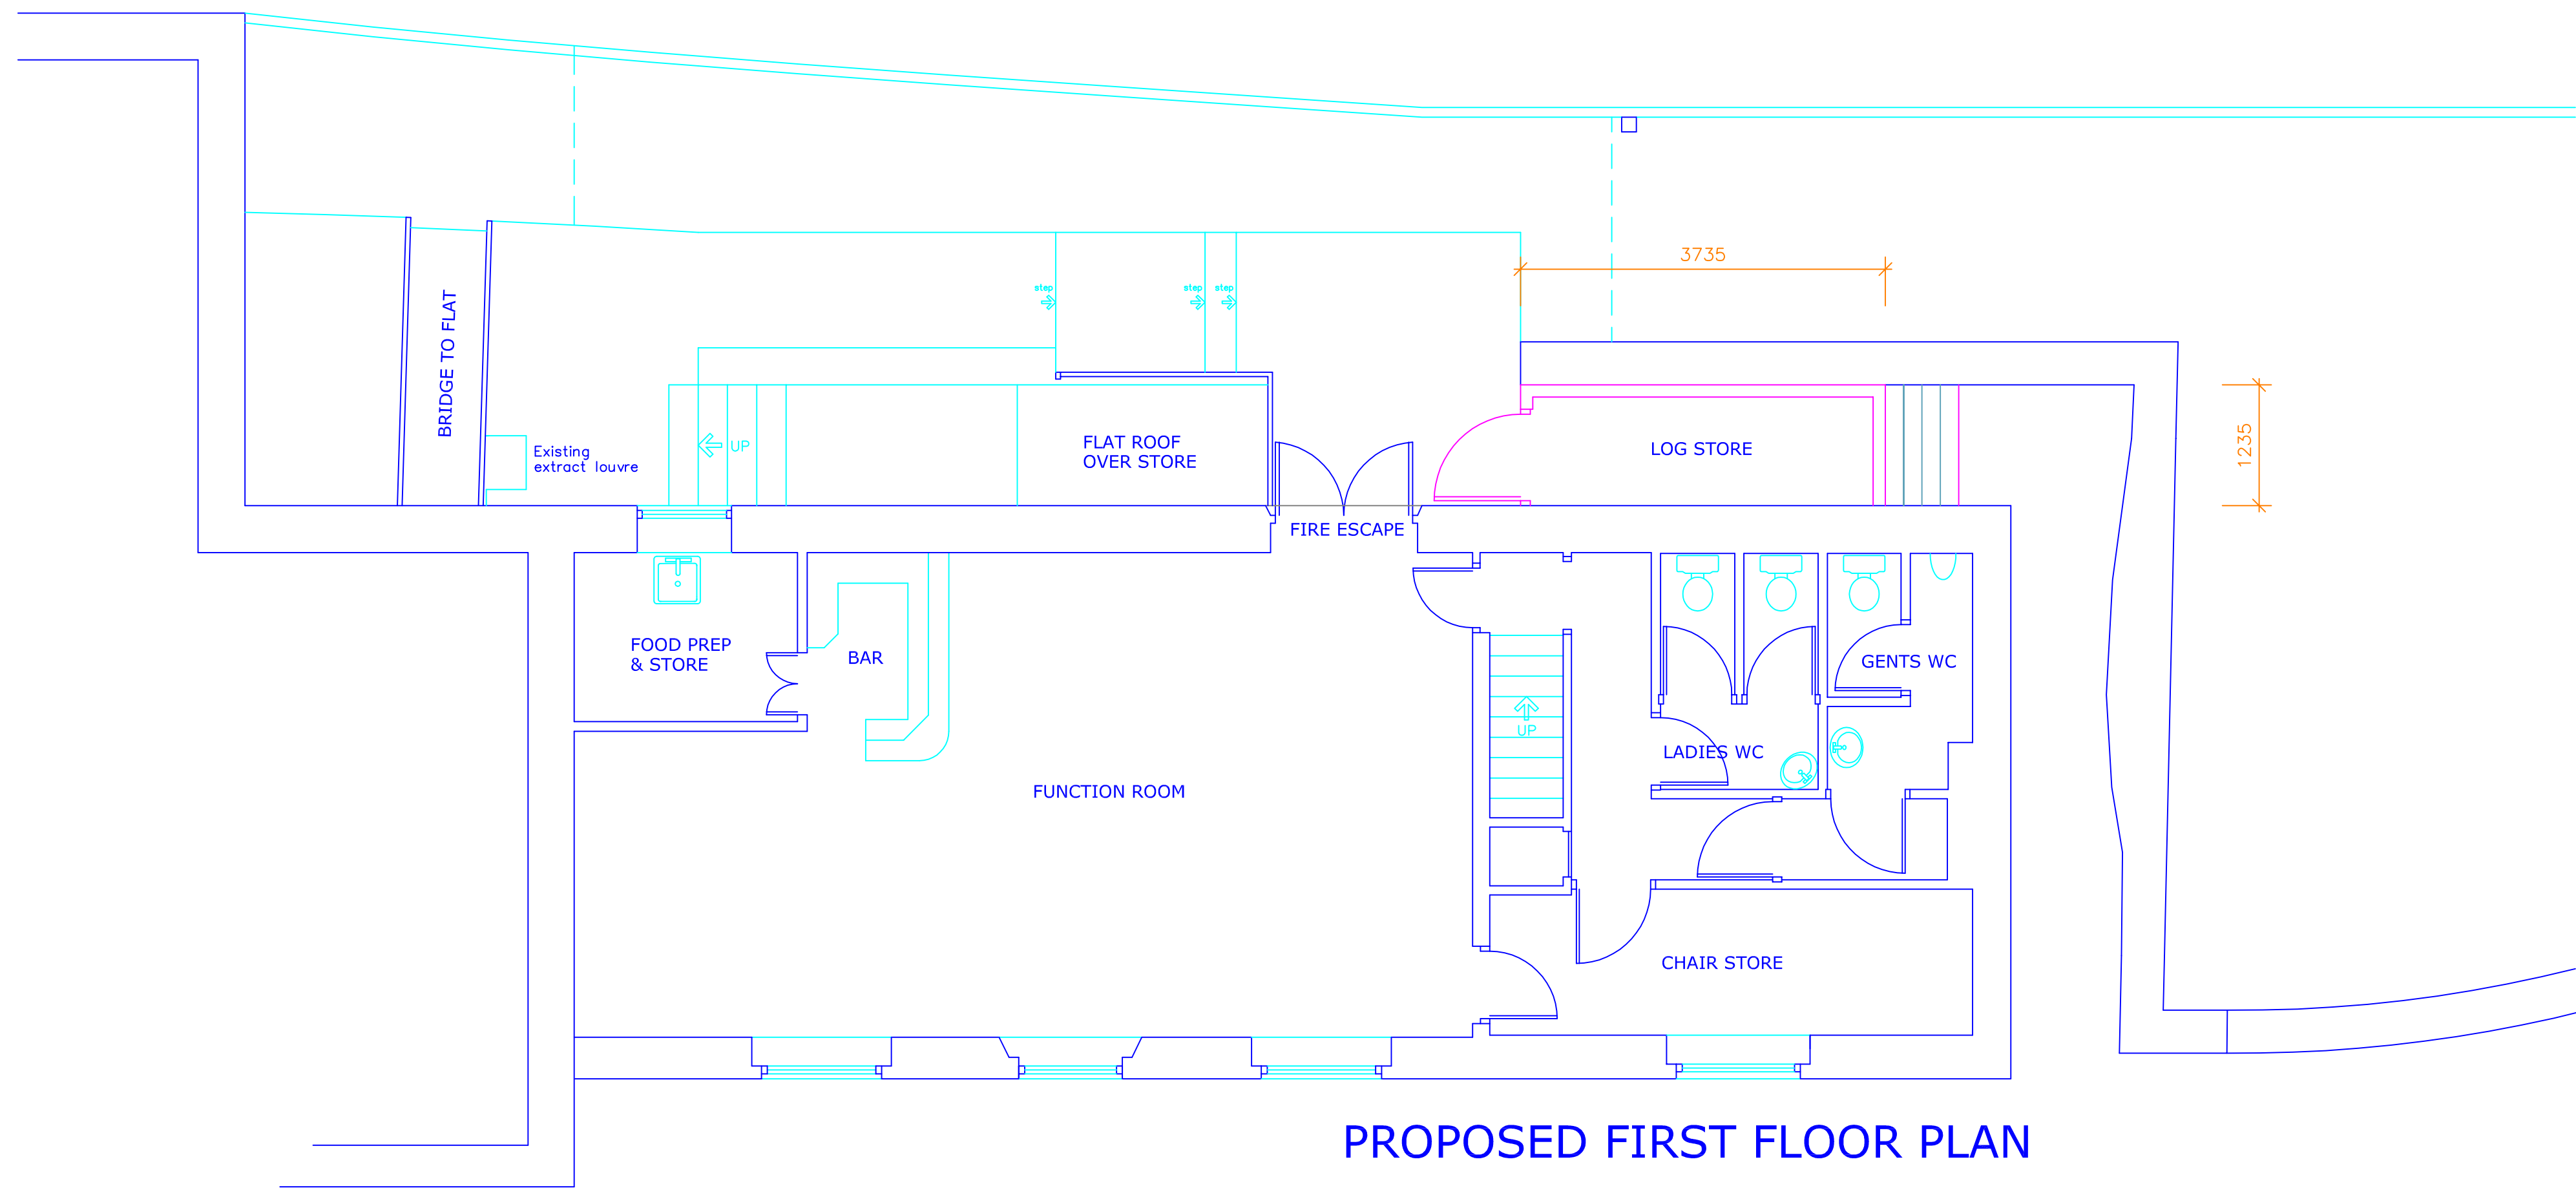 3735
step
step
step
BRIDGE TO FLAT
Existing
extract louvre
UP
FLAT ROOF
OVER STORE
LOG STORE
1235
FIRE ESCAPE
FOOD PREP
& STORE
BAR
GENTS WC
UP
LADIES WC
FUNCTION ROOM
CHAIR STORE
PROPOSED FIRST FLOOR PLAN